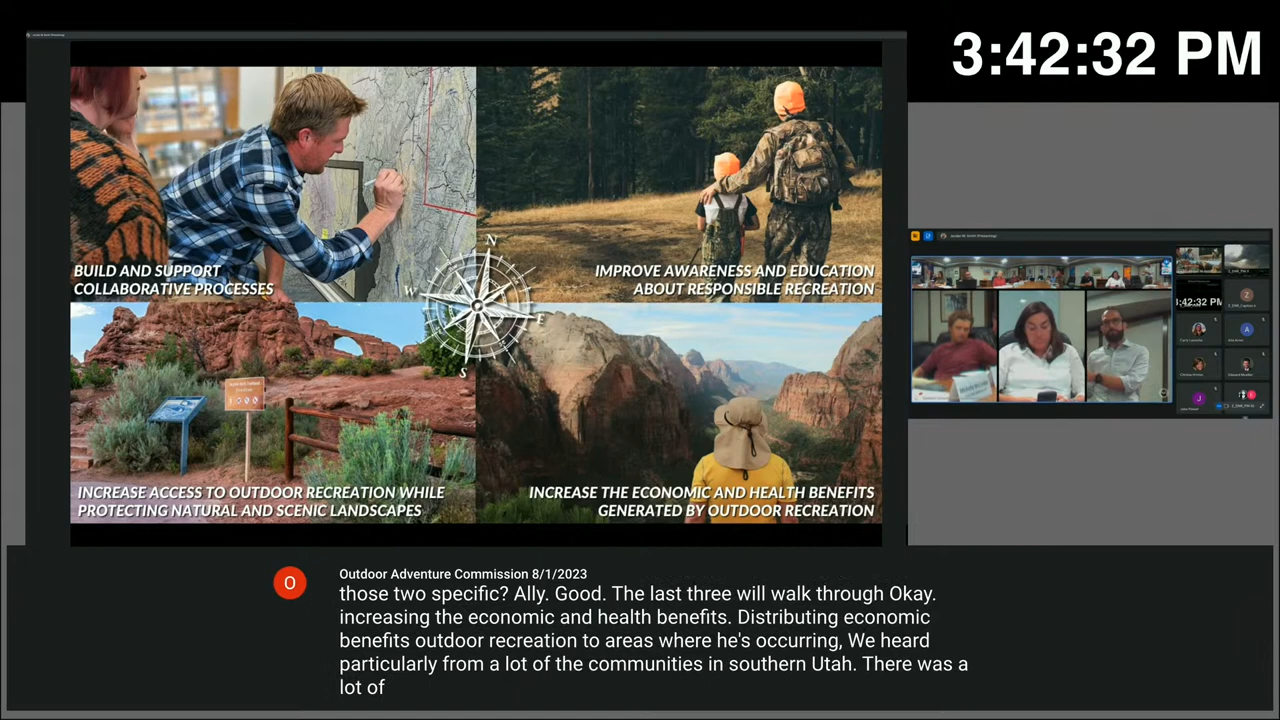 3:42:32 PM
BUILD AND SUPPORT
COLLABORATIVE PROCESSES
IMPROVE AWARENESS AND EDUCATION
ABOUT RESPONSIBLE RECREATION
N
W
E
S
INCREASE ACCESS TO OUTDOOR RECREATION WHILE
PROTECTING NATURAL AND SCENIC LANDSCAPES
INCREASE THE ECONOMIC AND HEALTH BENEFITS
GENERATED BY OUTDOOR RECREATION
:42:32 PM
A
J
O
Outdoor Adventure Commission 8/1/2023
those two specific? Ally. Good. The last three will walk through Okay.
increasing the economic and health benefits. Distributing economic
benefits outdoor recreation to areas where he's occurring, We heard
particularly from a lot of the communities in southern Utah. There was a
lot of